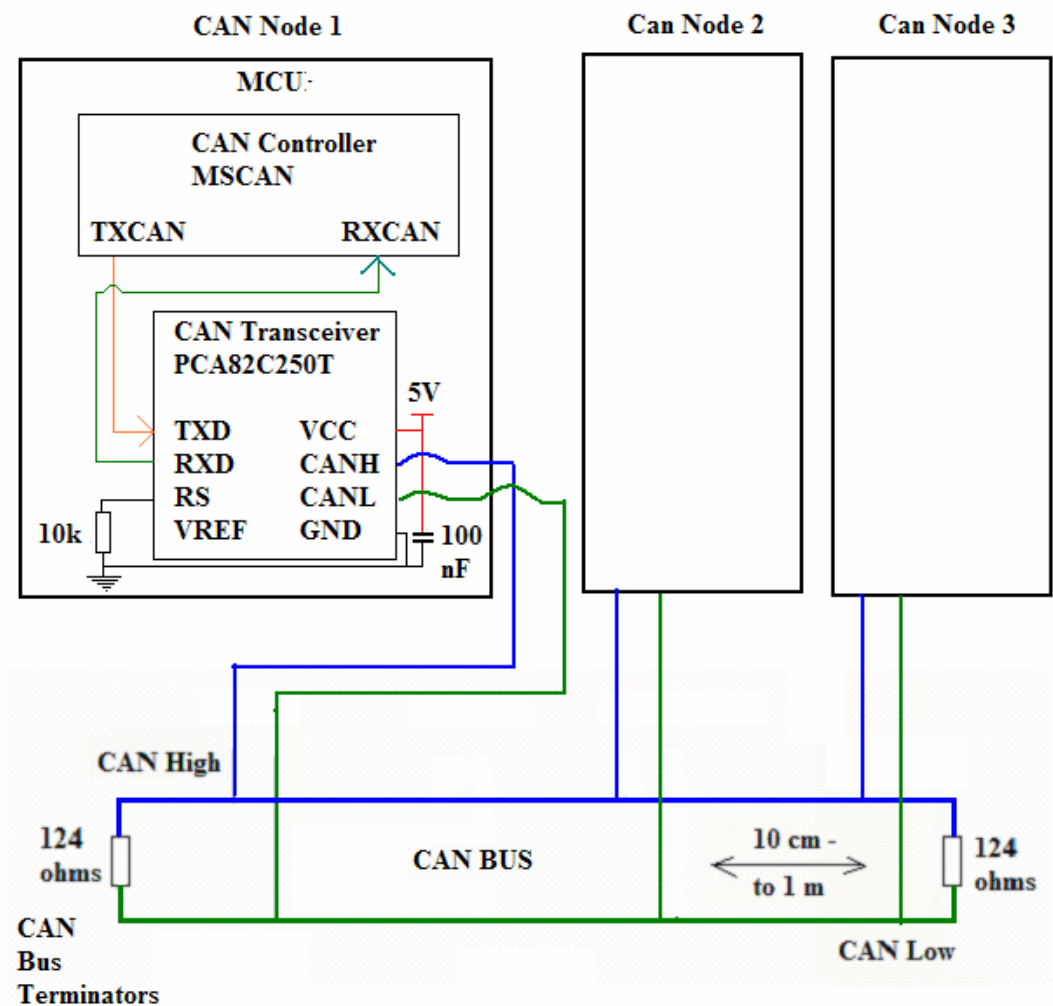 CAN Node 1
Can Node 2
Can Node 3
MCU:-
CAN Controller
MSCAN
TXCAN
RXCAN
CAN Transceiver
PCA82C250T
5V
TXD
VCC
RXD
CANH
RS
CANL
VREF
GND
10k
100
nF
CAN High
124
ohms
CAN BUS
10 cm -
to 1 m
124
ohms
CAN
Bus
Terminators
CAN Low